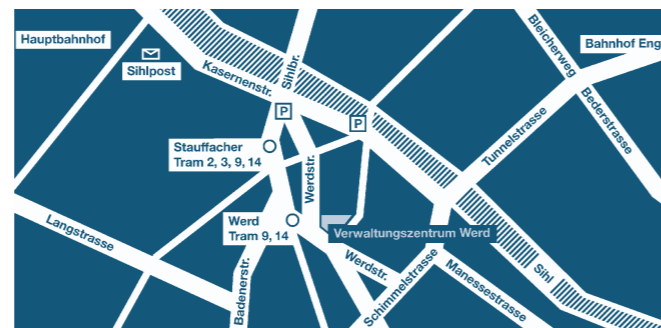 Hauptbahnhof
Sihlpost
Kasernenstr.
Sihlbr.
Bleicherweg
Bahnhof Eng
P
P
Bederstrasse
Tunnelstrasse
Stauffacher
Tram 2, 3, 9, 14
Werdstr.
Langstrasse
Werd
Tram 9, 14
Verwaltungszentrum Werd
Badenerstr.
Werdstr.
Schimmelstrasse
Manessestrasse
Sihl